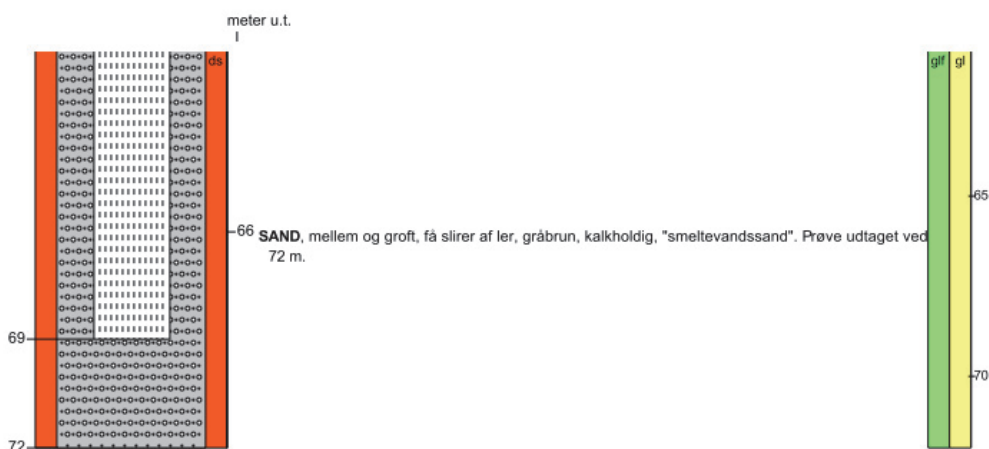 meter u.t.
ds
glf gl
65
66 SAND, mellem og groft, få slirer af ler, gråbrun, kalkholdig, "smeltevandssand". Prøve udtaget ved
72 m.
69
70
72